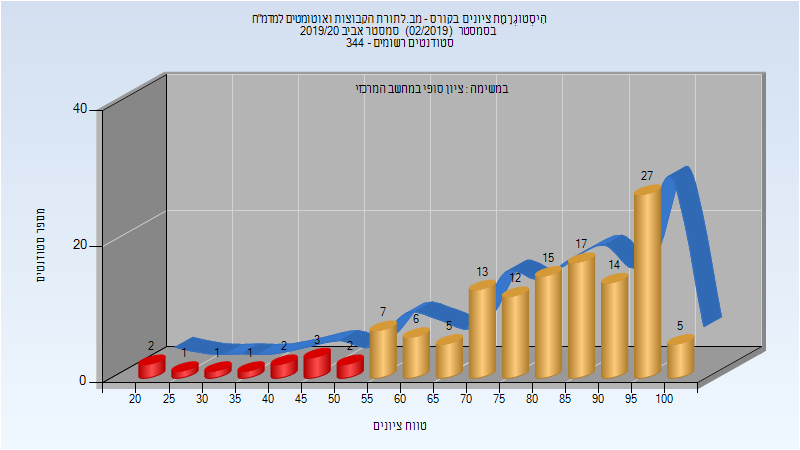 היסטוגרמת ציונים בקורס - מב.לתורת הקבוצות ואוטומטים למדמ"ח
בסמסטר (02/2019) סמסטר אביב 2019/20
סטודנטים רשומים - 344
במשימה : ציון סופי במחשב המרכזי
מספר סטודנטים
40
20
0
2
1
1
1
2
3
2
7
6
5
13
12
15
17
14
27
5
20 25 30 35 40 45 50 55 60 65 70 75 80 85 90 95 100
טווח ציונים